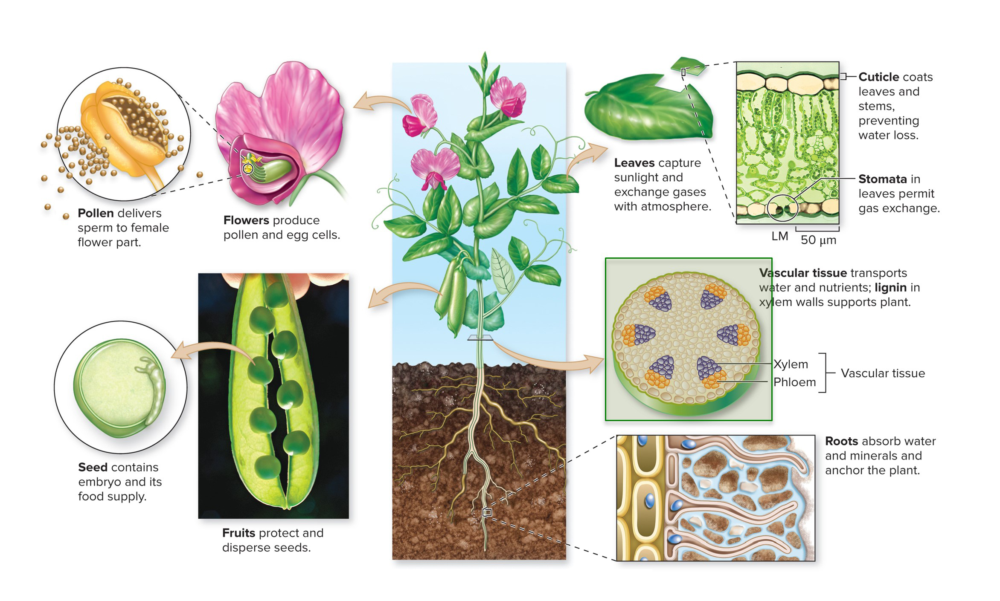 Pollen delivers
sperm to female
flower part.
Flowers produce
pollen and egg cells.
Leaves capture
sunlight and
exchange gases
with atmosphere.
Cuticle coats
leaves and
stems,
preventing
water loss.
Stomata in
leaves permit
gas exchange.
LM
50 μm
Vascular tissue transports
water and nutrients; lignin in
xylem walls supports plant.
Xylem
Phloem
Vascular tissue
Seed contains
embryo and its
food supply.
Fruits protect and
disperse seeds.
Roots absorb water
and minerals and
anchor the plant.